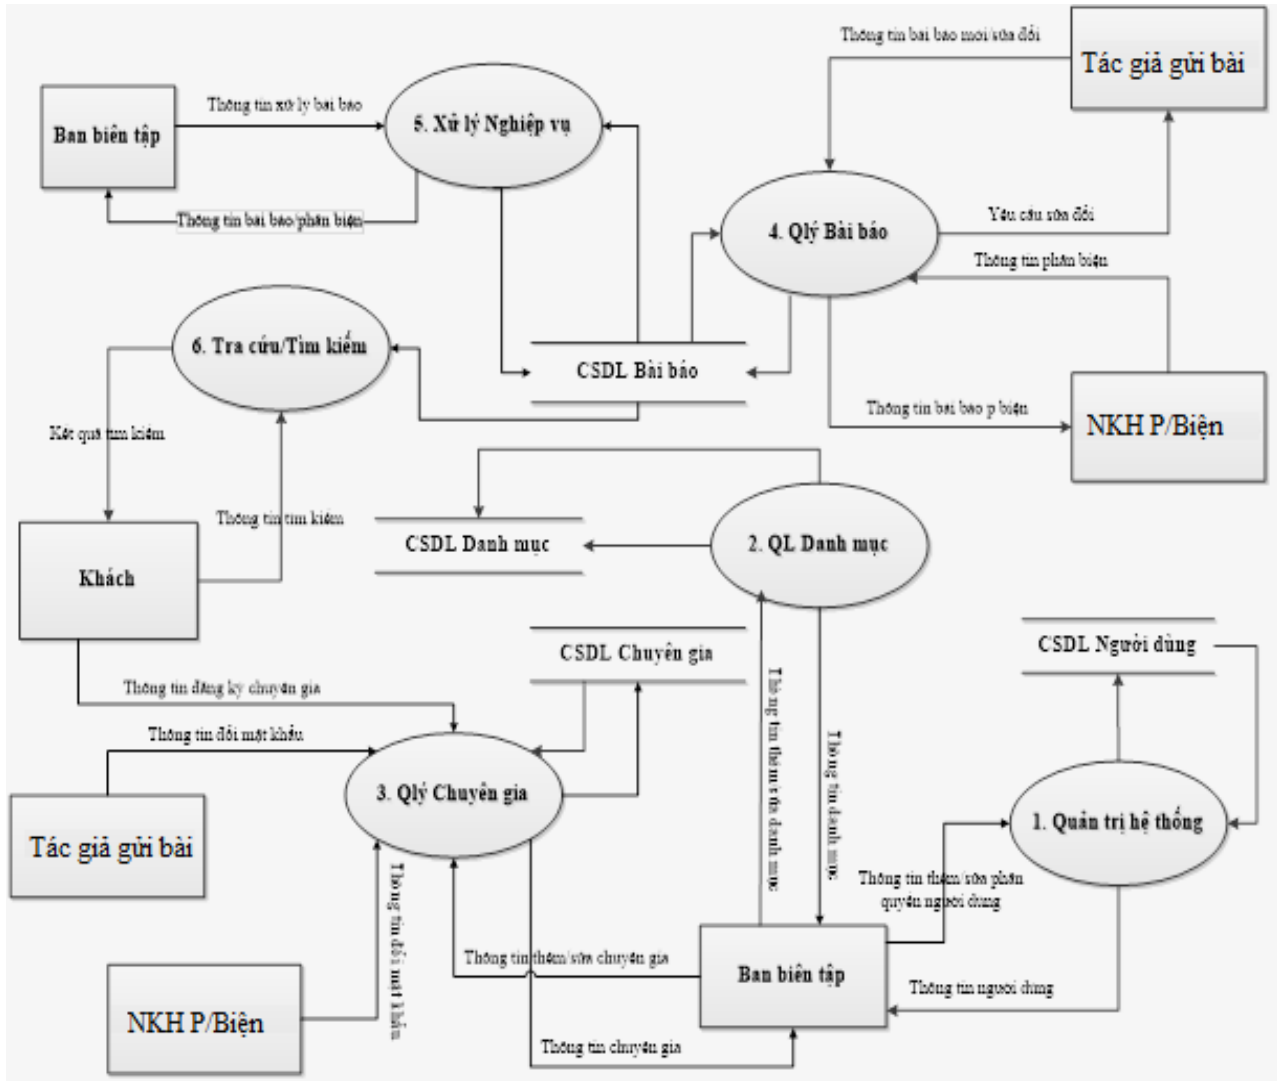 Thông tin bài báo mới/sửa đổi
Tác giả gửi bài
Thông tin xử lý bài báo
5. Xử lý Nghiệp vụ
Ban biên tập
Thông tin bài báo/phản biện
4. Qlý Bài báo
Yêu cầu sửa đổi
Thông tin phản biện
6. Tra cứu/Tìm kiếm
CSDL Bài báo
Thông tin bài báo p biện
NKH P/Biện
Kết quả tìm kiếm
Thông tin tìm kiếm
CSDL Danh mục
2. QL Danh mục
Khách
CSDL Chuyên gia
CSDL Người dùng
Thông tin đăng ký chuyên gia
Thông tin đổi mật khẩu
Thông tin thêm/sửa danh mục
Thông tin danh mục
3. Qlý Chuyên gia
1. Quản trị hệ thống
Tác giả gửi bài
Thông tin thêm/sửa phân
quyền người dùng
Thông tin đổi mật khẩu
Thông tin thêm/sửa chuyên gia
Ban biên tập
Thông tin người dùng
NKH P/Biện
Thông tin chuyên gia